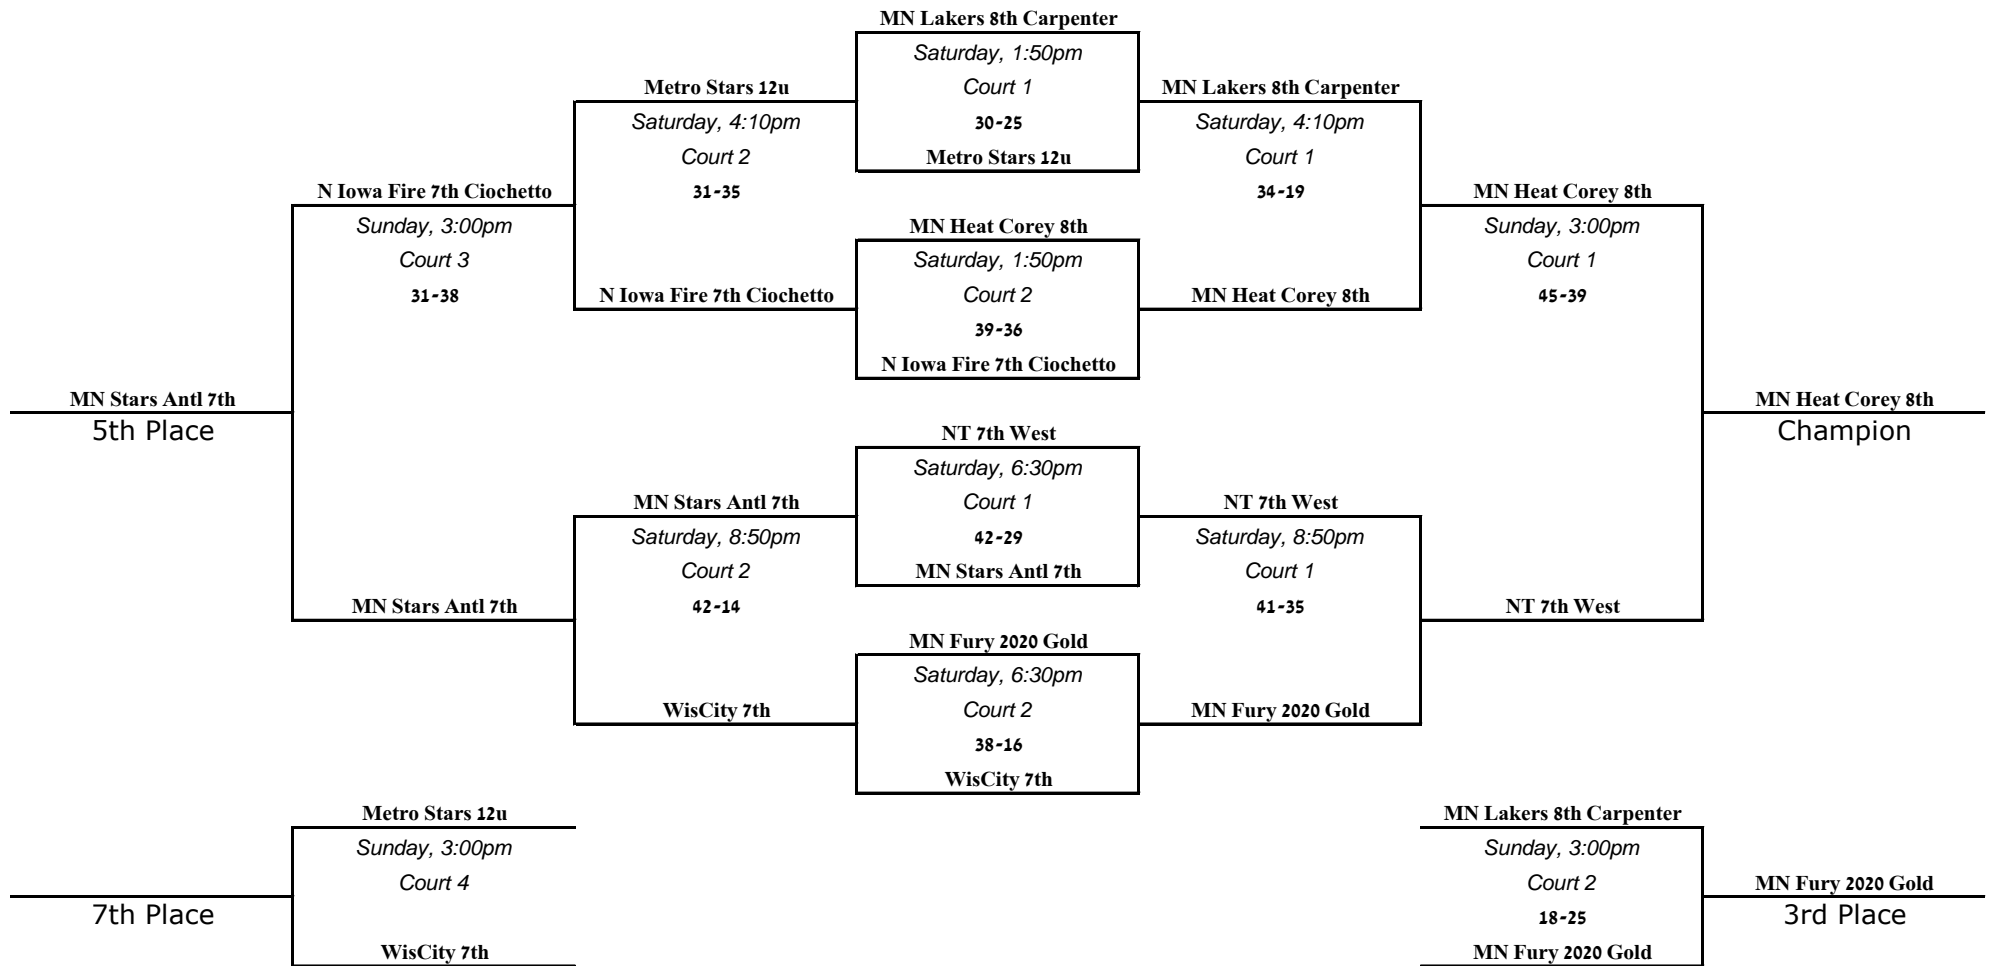 MN Lakers 8th Carpenter
Saturday, 1:50pm
Metro Stars 12u
Court 1
MN Lakers 8th Carpenter
Saturday, 4:10pm
30-25
Saturday, 4:10pm
Court 2
Metro Stars 12u
Court 1
N Iowa Fire 7th Ciochetto
31-35
34-19
MN Heat Corey 8th
Sunday, 3:00pm
MN Heat Corey 8th
Sunday, 3:00pm
Court 3
Saturday, 1:50pm
Court 1
31-38
N Iowa Fire 7th Ciochetto
Court 2
MN Heat Corey 8th
45-39
39-36
N Iowa Fire 7th Ciochetto
MN Stars Antl 7th
MN Heat Corey 8th
5th Place
NT 7th West
Champion
Saturday, 6:30pm
MN Stars Antl 7th
Court 1
NT 7th West
Saturday, 8:50pm
42-29
Saturday, 8:50pm
Court 2
MN Stars Antl 7th
Court 1
MN Stars Antl 7th
42-14
41-35
NT 7th West
MN Fury 2020 Gold
Saturday, 6:30pm
WisCity 7th
Court 2
MN Fury 2020 Gold
38-16
WisCity 7th
Metro Stars 12u
MN Lakers 8th Carpenter
Sunday, 3:00pm
Sunday, 3:00pm
Court 4
Court 2
MN Fury 2020 Gold
7th Place
18-25
3rd Place
WisCity 7th
MN Fury 2020 Gold